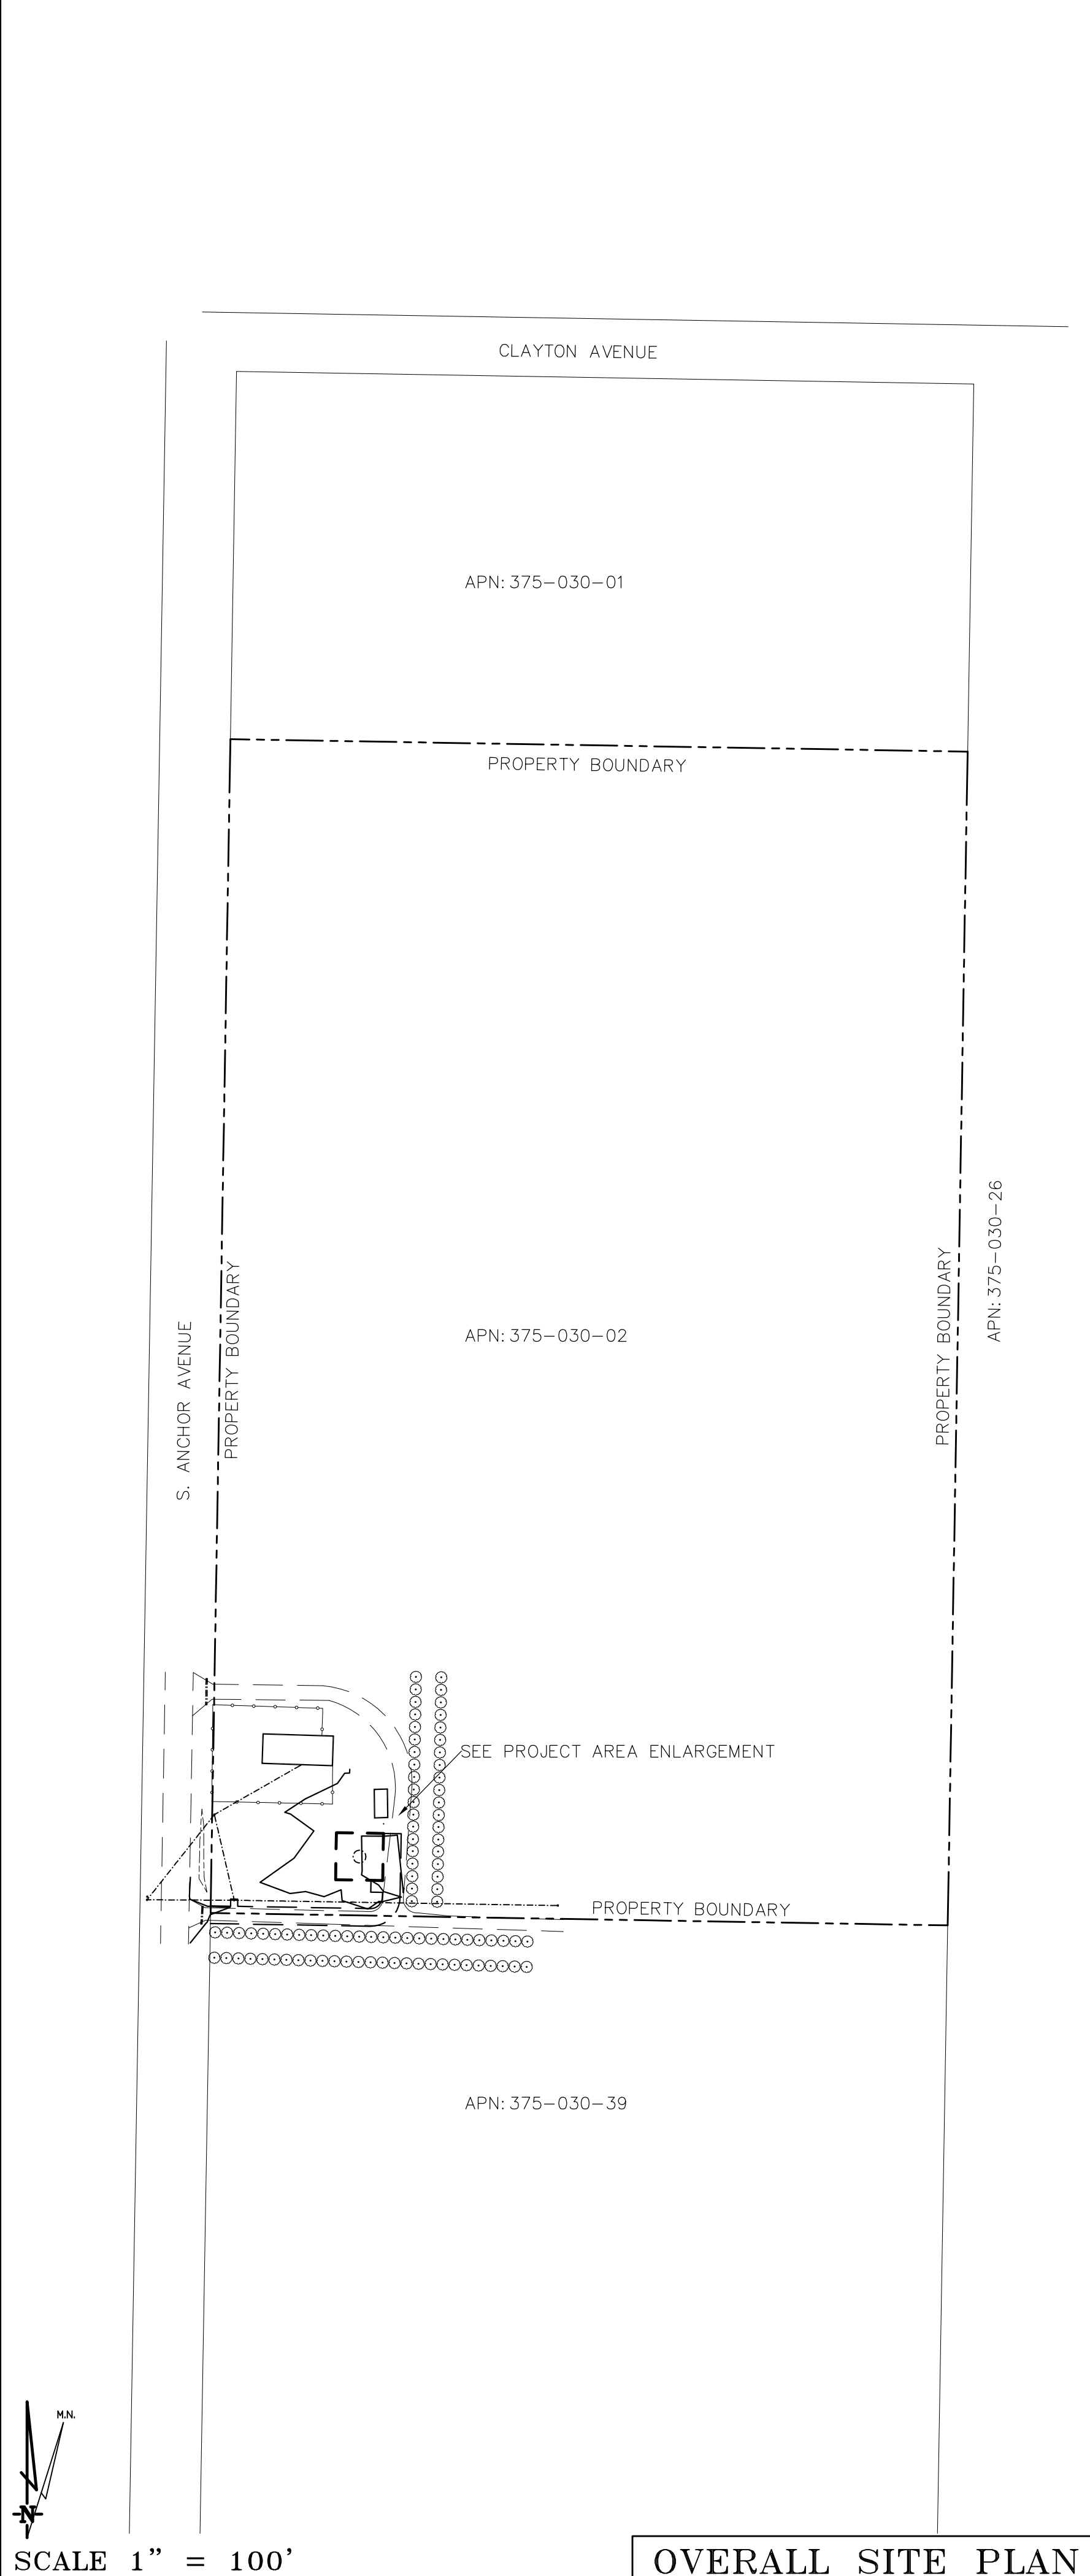 CLAYTON AVENUE
APN: 375-030-01
PROPERTY BOUNDARY
APN: 375-030-26
PROPERTY BOUNDARY
PROPERTY BOUNDARY
S. ANCHOR AVENUE
APN: 375-030-02
SEE PROJECT AREA ENLARGEMENT
PROPERTY BOUNDARY
APN: 375-030-39
M.N.
N
SCALE 1" = 100'
OVERALL SITE PLAN